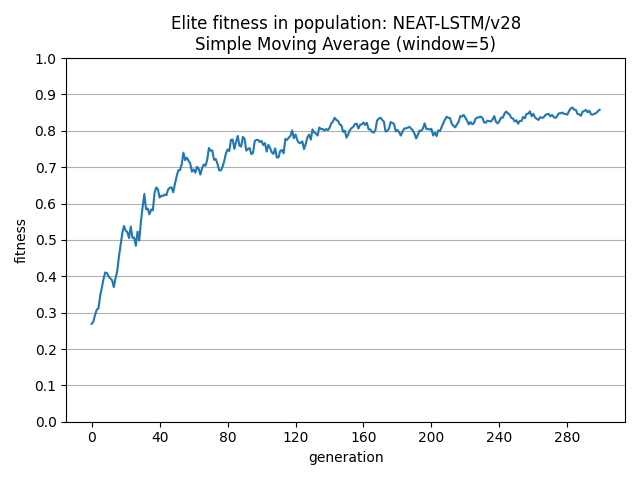 Elite fitness in population: NEAT-LSTM/v28
Simple Moving Average (window=5)
fitness
1.0
0.9
0.8
0.7
0.6
0.5
0.4
0.3
0.2
0.1
0.0
0 40 80 120 160 200 240 280
generation